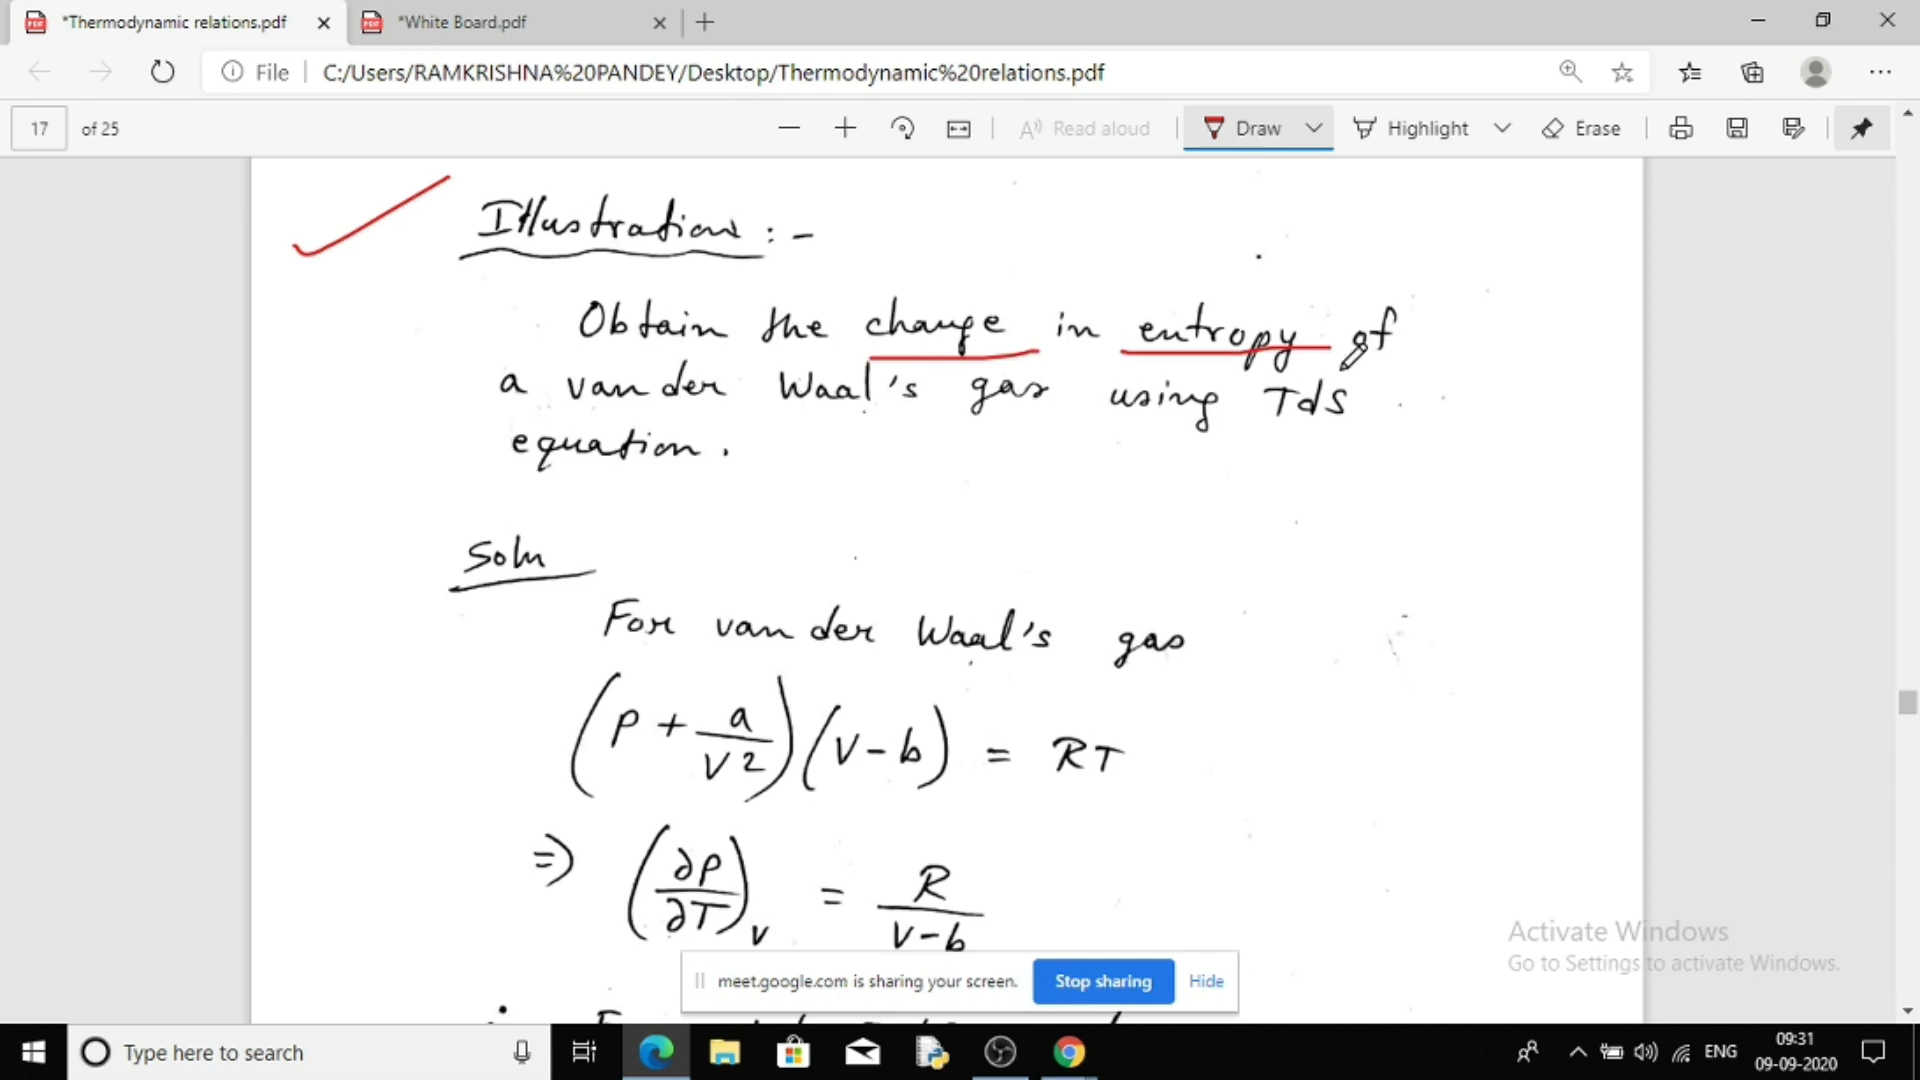 *Thermodynamic relations.pdf
*White Board.pdf
File C:/Users/RAMKRISHNA%20PANDEY/Desktop/Thermodynamic%20relations.pdf
17 of 25 Read aloud Draw Highlight Erase
Illustration :-
Obtain the change in entropy of
a van der Waal's gas using TdS
equation.
Soln
For van der Waal's gas
(P + a/V²)(V-b) = RT
=> (∂P/∂T)_V = R/(V-b)
Activate Windows
Go to Settings to activate Windows.
meet.google.com is sharing your screen. Stop sharing Hide
Type here to search
ENG
09:31
09-09-2020